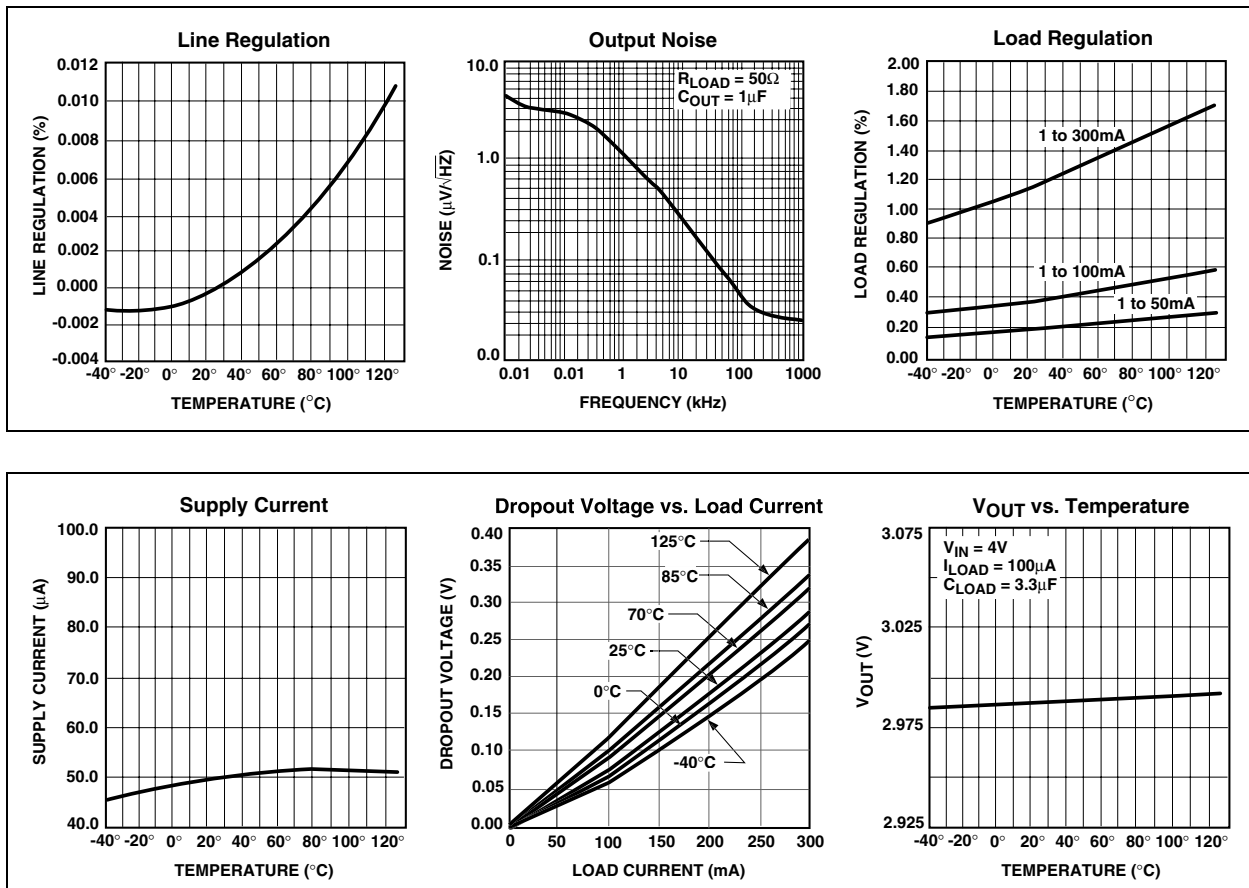 Line Regulation
0.012
0.010
0.008
0.006
0.004
0.002
0.000
-0.002
-0.004
LINE REGULATION (%)
-40° -20° 0° 20° 40° 60° 80° 100° 120°
TEMPERATURE (°C)
Output Noise
10.0
1.0
0.1
0.0
NOISE (μV/√HZ)
RLOAD = 50Ω
COUT = 1μF
0.01 0.01 1 10 100 1000
FREQUENCY (kHz)
Load Regulation
2.00
1.80
1.60
1.40
1.20
1.00
0.80
0.60
0.40
0.20
0.00
LOAD REGULATION (%)
1 to 300mA
1 to 100mA
1 to 50mA
-40° -20° 0° 20° 40° 60° 80° 100° 120°
TEMPERATURE (°C)
Supply Current
100.0
90.0
80.0
70.0
60.0
50.0
40.0
SUPPLY CURRENT (μA)
-40° -20° 0° 20° 40° 60° 80° 100° 120°
TEMPERATURE (°C)
Dropout Voltage vs. Load Current
0.40
0.35
0.30
0.25
0.20
0.15
0.10
0.05
0.00
DROPOUT VOLTAGE (V)
125°C
85°C
70°C
25°C
0°C
-40°C
0 50 100 150 200 250 300
LOAD CURRENT (mA)
VOUT vs. Temperature
3.075
3.025
2.975
2.925
VOUT (V)
VIN = 4V
ILOAD = 100μA
CLOAD = 3.3μF
-40° -20° 0° 20° 40° 60° 80° 100° 120°
TEMPERATURE (°C)